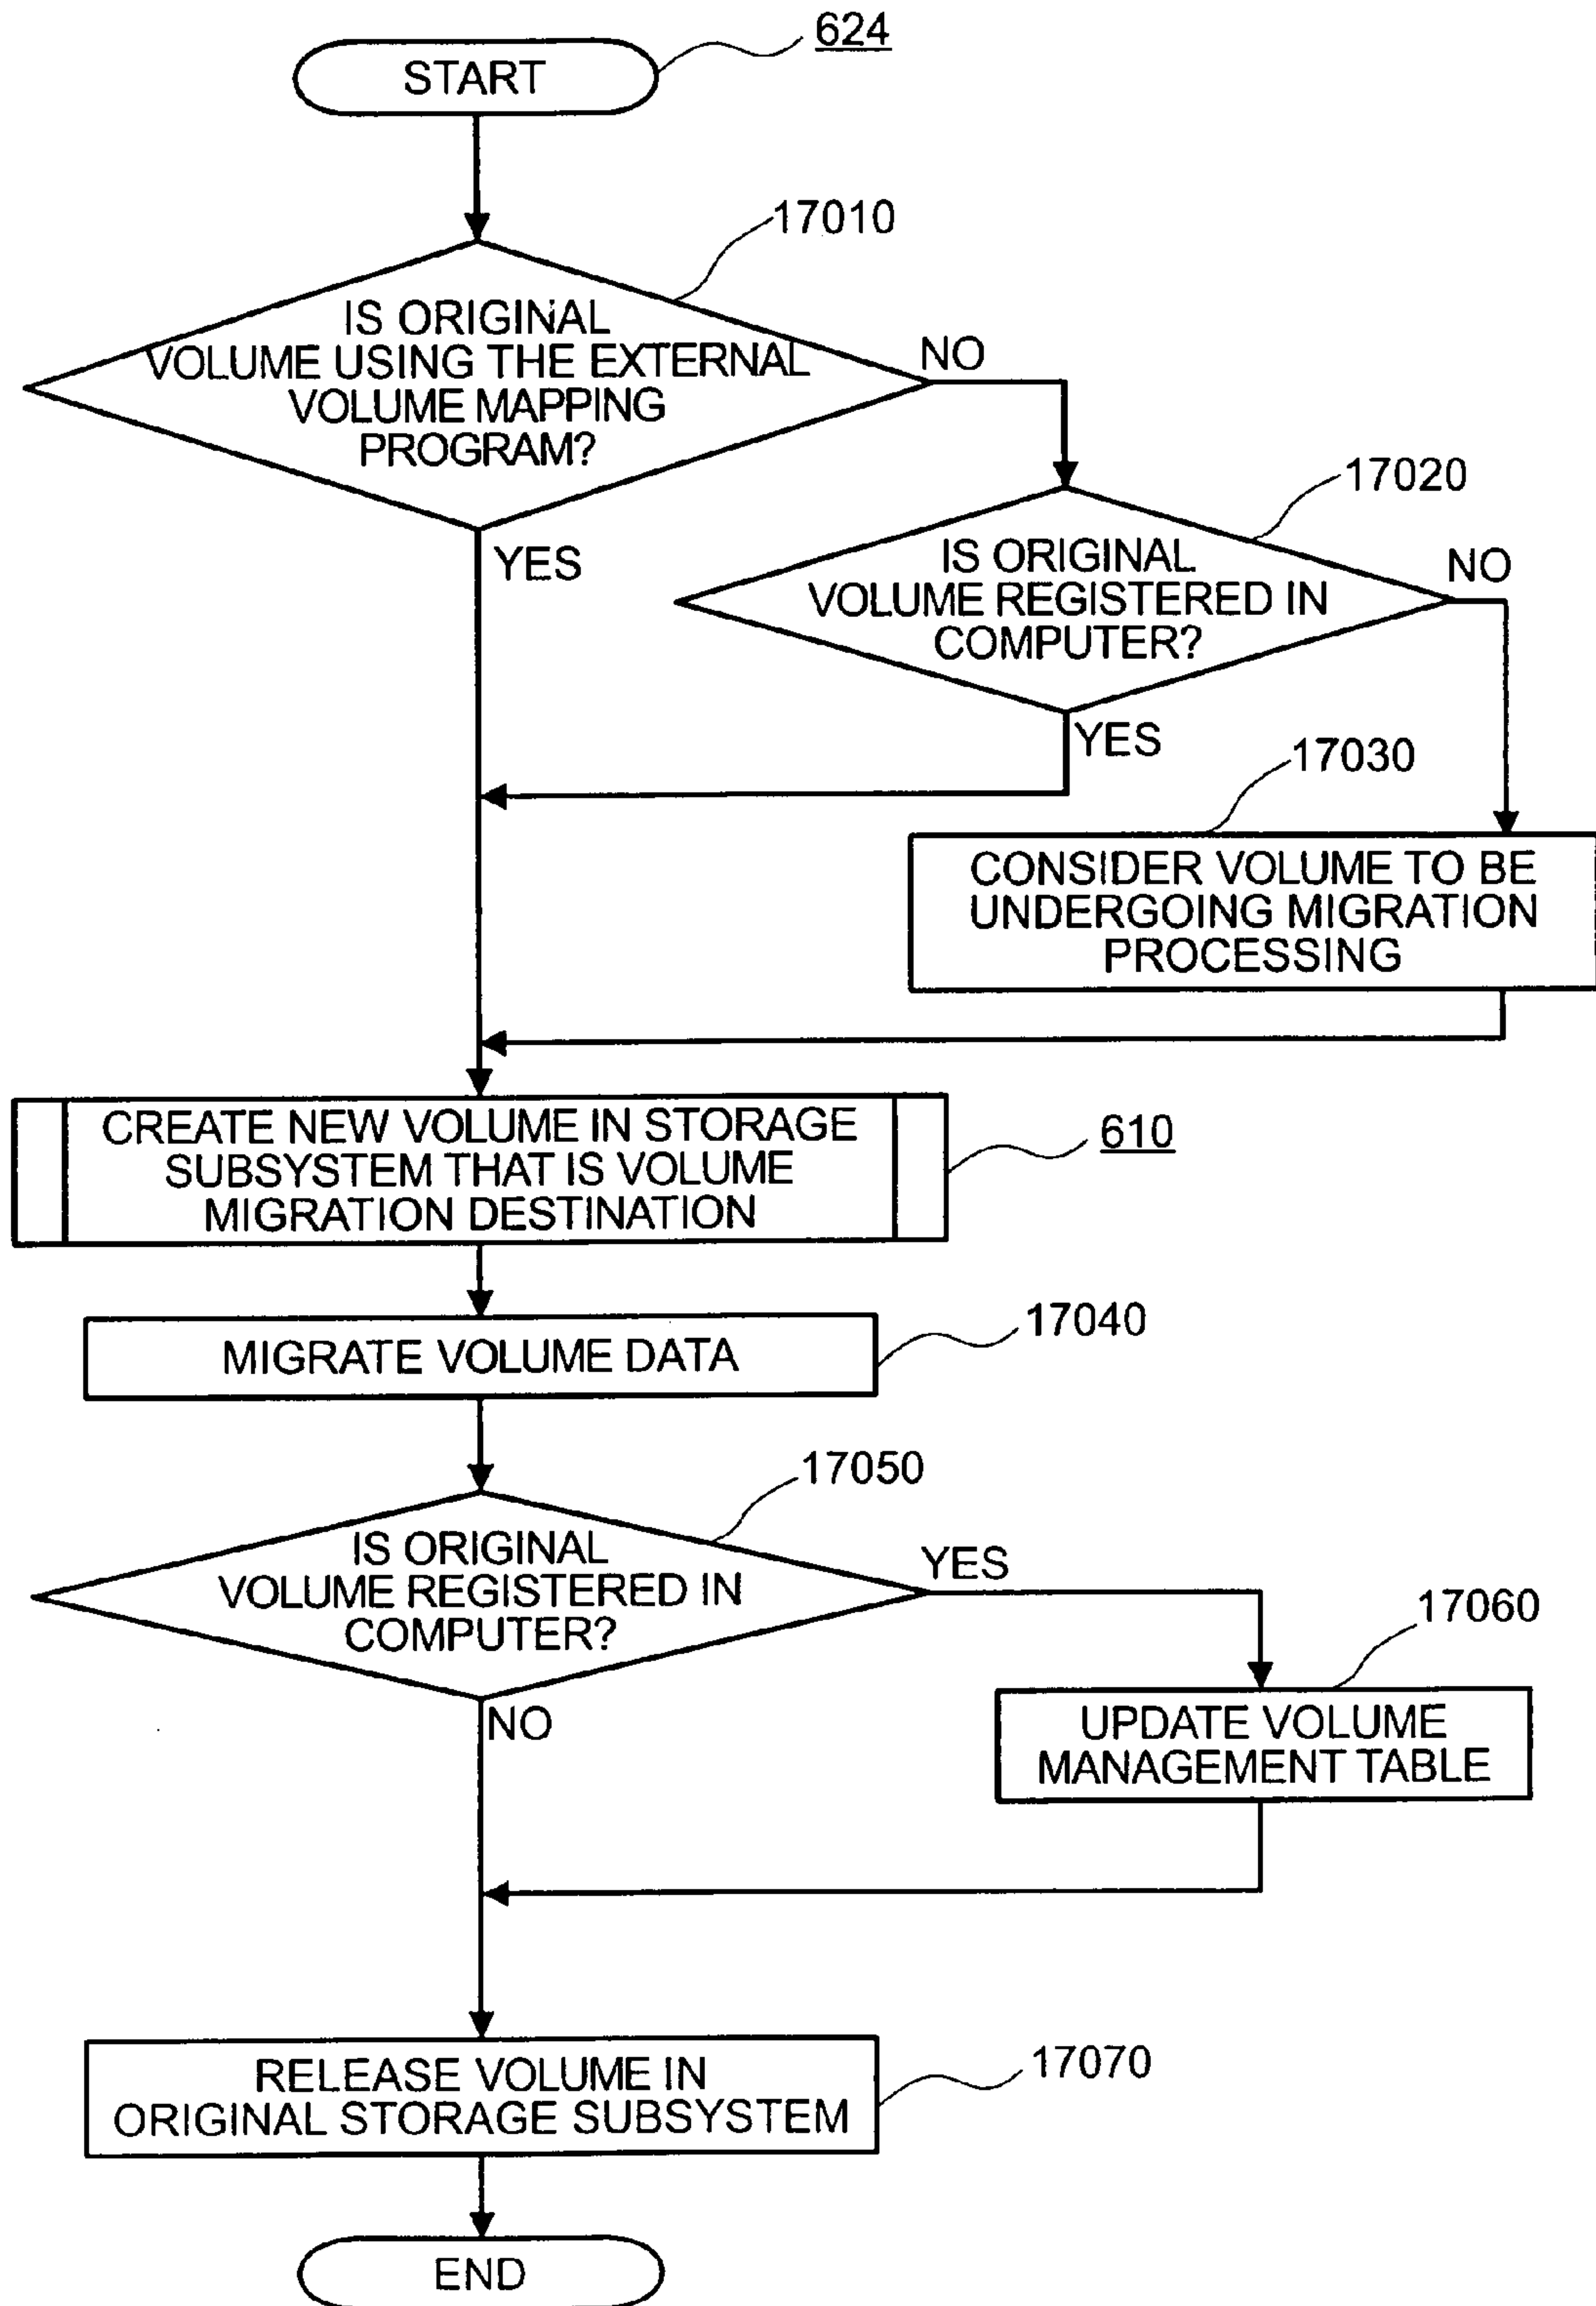 624
START
17010
IS ORIGINAL
VOLUME USING THE EXTERNAL
VOLUME MAPPING
PROGRAM?
NO
YES
17020
IS ORIGINAL
VOLUME REGISTERED IN
COMPUTER?
NO
YES
17030
CONSIDER VOLUME TO BE
UNDERGOING MIGRATION
PROCESSING
CREATE NEW VOLUME IN STORAGE
SUBSYSTEM THAT IS VOLUME
MIGRATION DESTINATION
610
MIGRATE VOLUME DATA
17040
17050
IS ORIGINAL
VOLUME REGISTERED IN
COMPUTER?
YES
NO
17060
UPDATE VOLUME
MANAGEMENT TABLE
RELEASE VOLUME IN
ORIGINAL STORAGE SUBSYSTEM
17070
END